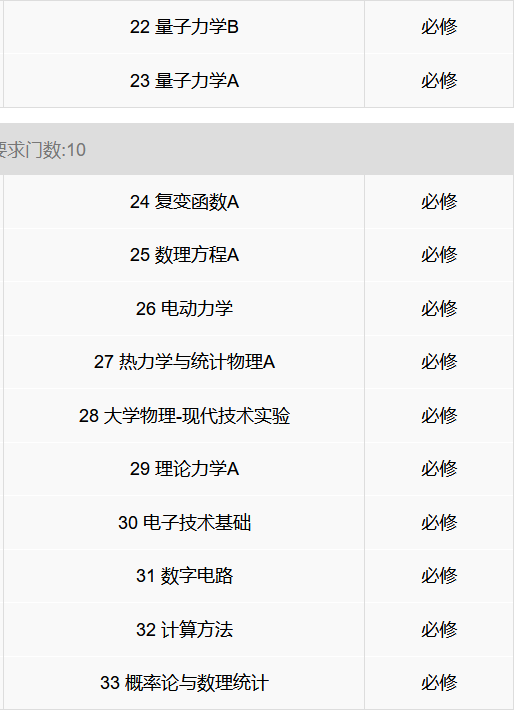 22 量子力学B 必修
23 量子力学A 必修
要求门数:10
24 复变函数A 必修
25 数理方程A 必修
26 电动力学 必修
27 热力学与统计物理A 必修
28 大学物理-现代技术实验 必修
29 理论力学A 必修
30 电子技术基础 必修
31 数字电路 必修
32 计算方法 必修
33 概率论与数理统计 必修